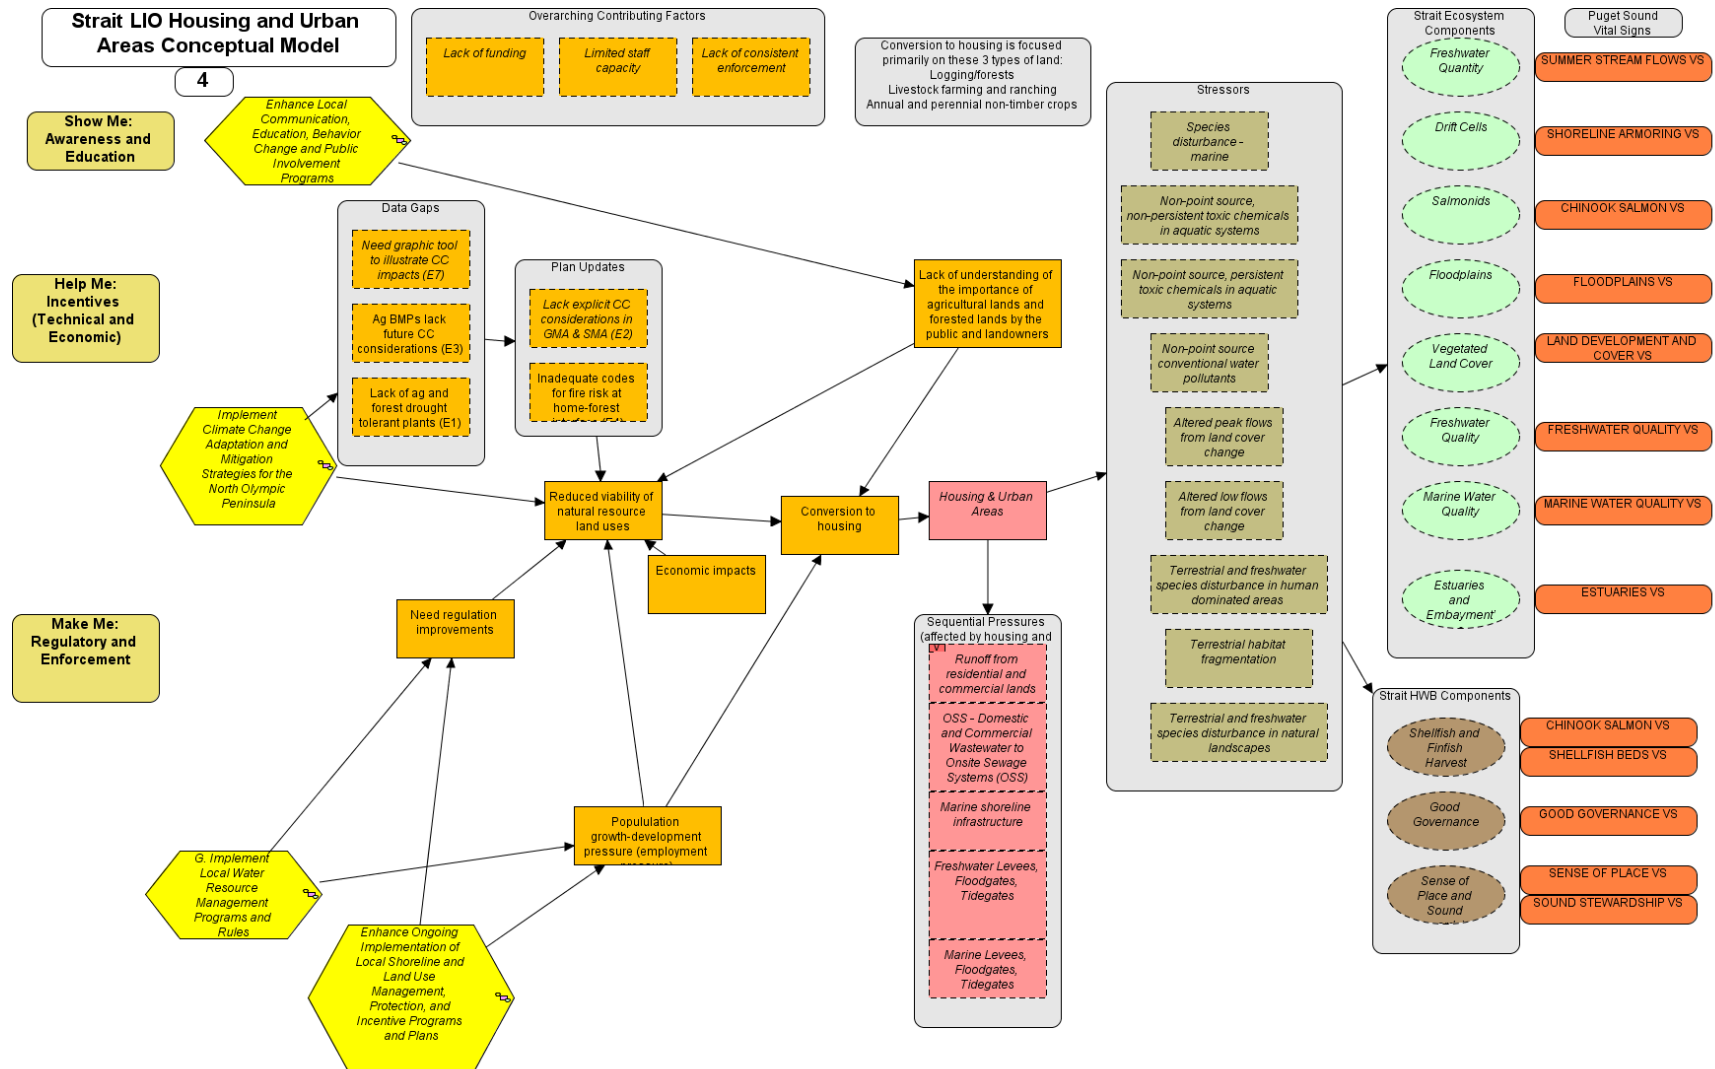 Strait LIO Housing and Urban
Areas Conceptual Model
4
Overarching Contributing Factors
Lack of funding
Limited staff
capacity
Lack of consistent
enforcement
Conversion to housing is focused
primarily on these 3 types of land:
Logging/forests
Livestock farming and ranching
Annual and perennial non-timber crops
Show Me:
Awareness and
Education
Help Me:
Incentives
(Technical and
Economic)
Make Me:
Regulatory and
Enforcement
Enhance Local
Communication,
Education, Behavior
Change and Public
Involvement
Programs
Data Gaps
Need graphic tool
to illustrate CC
impacts (E7)
Ag BMPs lack
future CC
considerations (E3)
Lack of ag and
forest drought
tolerant plants (E1)
Plan Updates
Lack explicit CC
considerations in
GMA & SMA (E2)
Inadequate codes
for fire risk at
home-forest
Implement
Climate Change
Adaptation and
Mitigation
Strategies for the
North Olympic
Peninsula
Lack of understanding of
the importance of
agricultural lands and
forested lands by the
public and landowners
Reduced viability of
natural resource
land uses
Economic impacts
Conversion to
housing
Housing & Urban
Areas
Need regulation
improvements
Popululation
growth-development
pressure (employment
G. Implement
Local Water
Resource
Management
Programs and
Rules
Enhance Ongoing
Implementation of
Local Shoreline and
Land Use
Management,
Protection, and
Incentive Programs
and Plans
Sequential Pressures
(affected by housing and
Runoff from
residential and
commercial lands
OSS - Domestic
and Commercial
Wastewater to
Onsite Sewage
Systems (OSS)
Marine shoreline
infrastructure
Freshwater Levees,
Floodgates,
Tidegates
Marine Levees,
Floodgates,
Tidegates
Stressors
Species
disturbance -
marine
Non-point source,
non-persistent toxic chemicals
in aquatic systems
Non-point source, persistent
toxic chemicals in aquatic
systems
Non-point source
conventional water
pollutants
Altered peak flows
from land cover
change
Altered low flows
from land cover
change
Terrestrial and freshwater
species disturbance in human
dominated areas
Terrestrial habitat
fragmentation
Terrestrial and freshwater
species disturbance in natural
landscapes
Strait Ecosystem
Components
Freshwater
Quantity
Drift Cells
Salmonids
Floodplains
Vegetated
Land Cover
Freshwater
Quality
Marine Water
Quality
Estuaries
and
Embayment
Puget Sound
Vital Signs
SUMMER STREAM FLOWS VS
SHORELINE ARMORING VS
CHINOOK SALMON VS
FLOODPLAINS VS
LAND DEVELOPMENT AND
COVER VS
FRESHWATER QUALITY VS
MARINE WATER QUALITY VS
ESTUARIES VS
Strait HWB Components
Shellfish and
Finfish
Harvest
Good
Governance
Sense of
Place and
Sound
CHINOOK SALMON VS
SHELLFISH BEDS VS
GOOD GOVERNANCE VS
SENSE OF PLACE VS
SOUND STEWARDSHIP VS